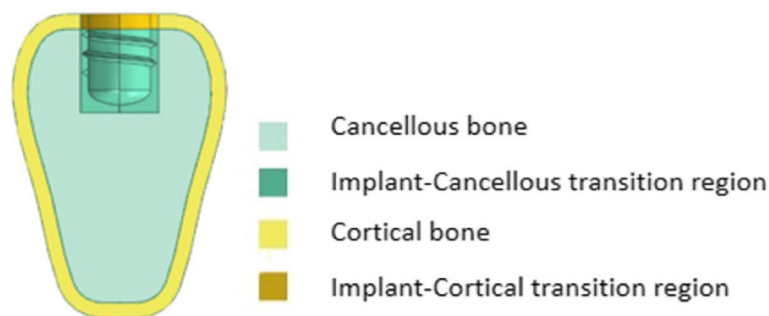 Cancellous bone
Implant-Cancellous transition region
Cortical bone
Implant-Cortical transition region